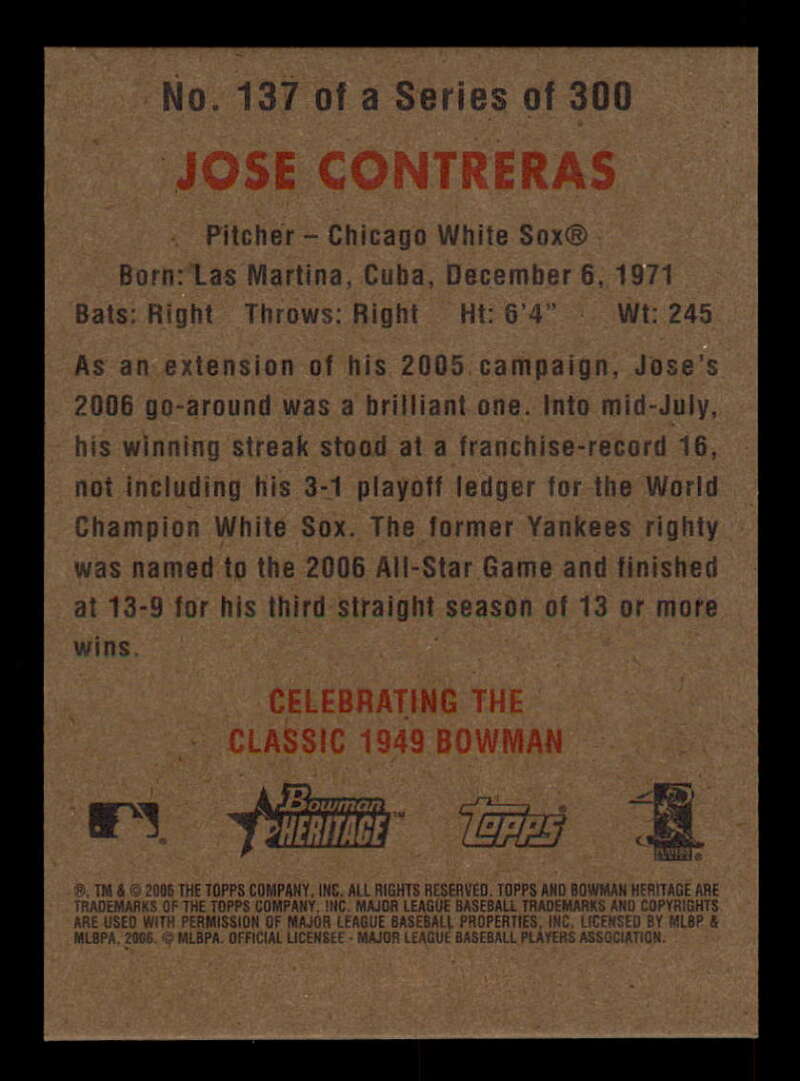 No. 137 of a Series of 300
JOSE CONTRERAS
Pitcher – Chicago White Sox®
Born: Las Martina, Cuba, December 6, 1971
Bats: Right Throws: Right Ht: 6'4" Wt: 245
As an extension of his 2005 campaign, Jose's
2006 go-around was a brilliant one. Into mid-July,
his winning streak stood at a franchise-record 16,
not including his 3-1 playoff ledger for the World
Champion White Sox. The former Yankees righty
was named to the 2006 All-Star Game and finished
at 13-9 for his third straight season of 13 or more
wins.
CELEBRATING THE
CLASSIC 1949 BOWMAN
Bowman HERITAGE™ Topps®
®, TM & © 2006 THE TOPPS COMPANY, INC. ALL RIGHTS RESERVED. TOPPS AND BOWMAN HERITAGE ARE
TRADEMARKS OF THE TOPPS COMPANY, INC. MAJOR LEAGUE BASEBALL TRADEMARKS AND COPYRIGHTS
ARE USED WITH PERMISSION OF MAJOR LEAGUE BASEBALL PROPERTIES, INC. LICENSED BY MLBP &
MLBPA, 2006. © MLBPA. OFFICIAL LICENSEE - MAJOR LEAGUE BASEBALL PLAYERS ASSOCIATION.